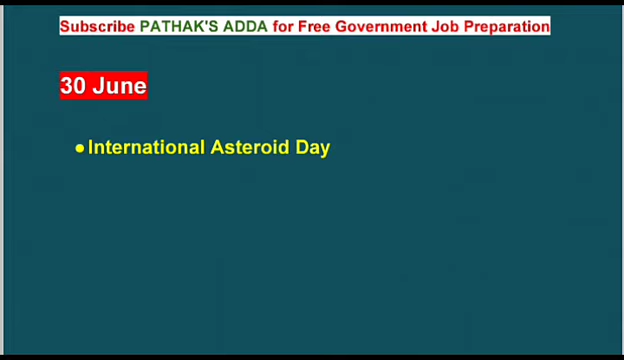 Subscribe PATHAK'S ADDA for Free Government Job Preparation
30 June
● International Asteroid Day